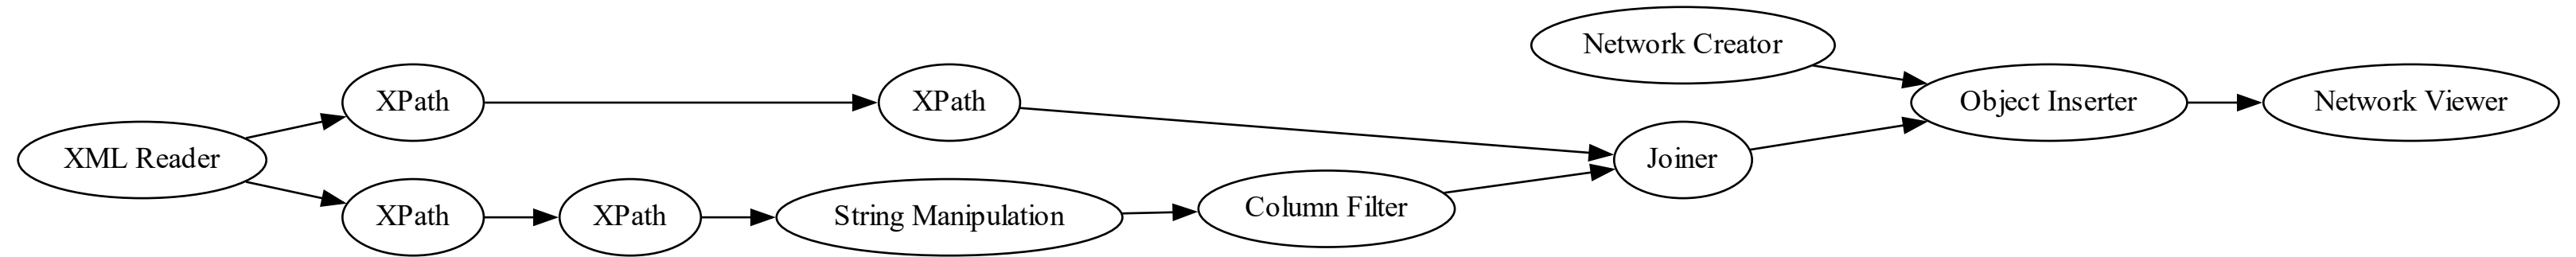 Network Creator
XPath
XPath
Object Inserter
Network Viewer
XML Reader
Joiner
XPath
XPath
String Manipulation
Column Filter